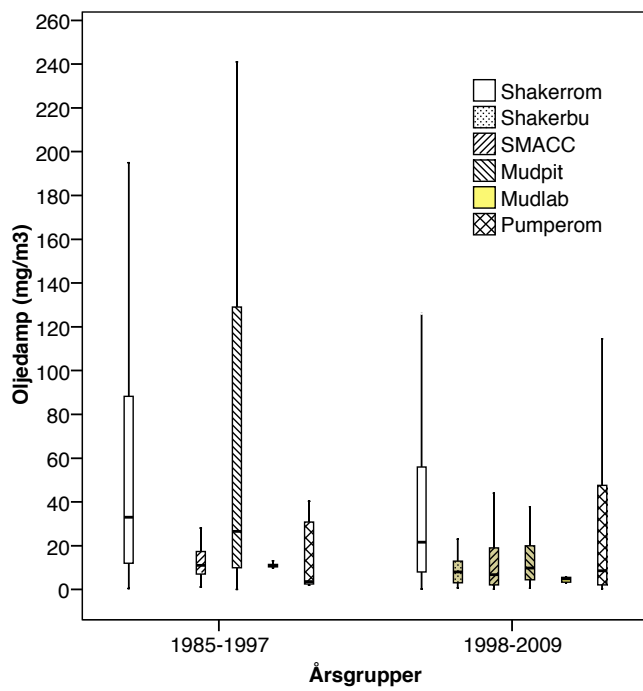 260
240
220
200
180
160
140
120
100
80
60
40
20
0
Oljedamp (mg/m3)
Shakerrom
Shakerbu
SMACC
Mudpit
Mudlab
Pumperom
1985-1997
1998-2009
Årsgrupper